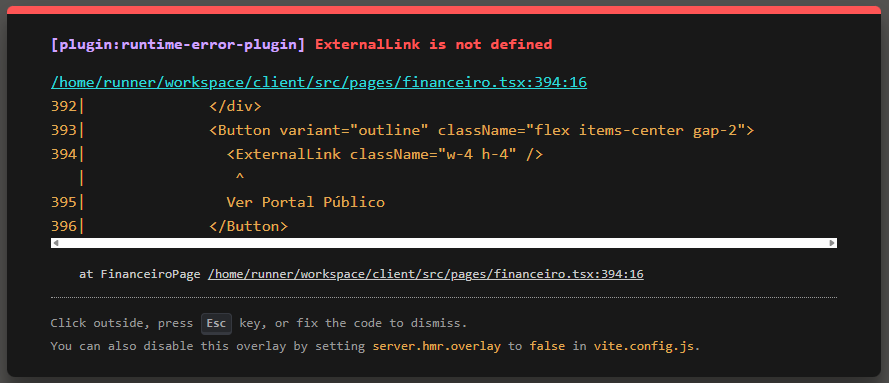 [plugin:runtime-error-plugin] ExternalLink is not defined
/home/runner/workspace/client/src/pages/financeiro.tsx:394:16
392|              </div>
393|              <Button variant="outline" className="flex items-center gap-2">
394|                <ExternalLink className="w-4 h-4" />
   |                 ^
395|                Ver Portal Público
396|              </Button>
at FinanceiroPage /home/runner/workspace/client/src/pages/financeiro.tsx:394:16
Click outside, press Esc key, or fix the code to dismiss.
You can also disable this overlay by setting server.hmr.overlay to false in vite.config.js.